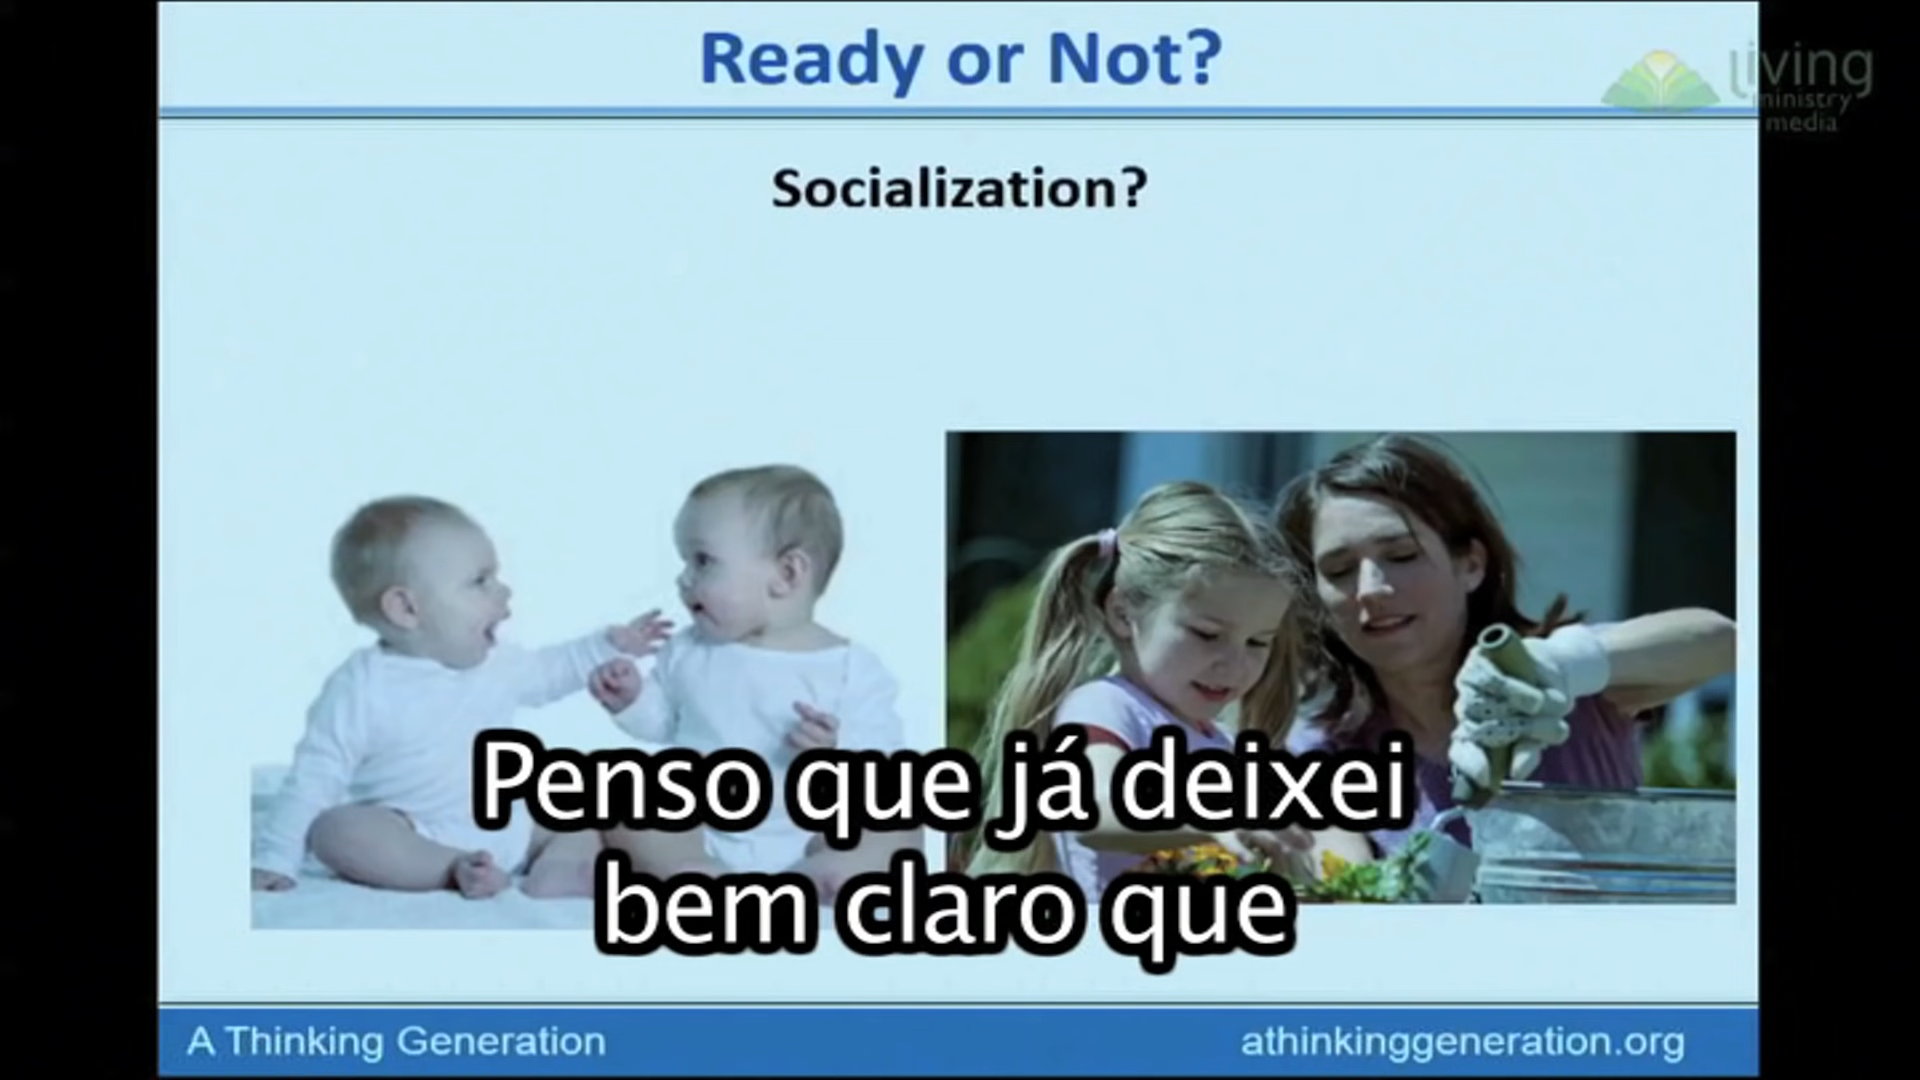 Ready or Not?
living
ministry
media
Socialization?
Penso que já deixei
bem claro que
A Thinking Generation
athinkinggeneration.org